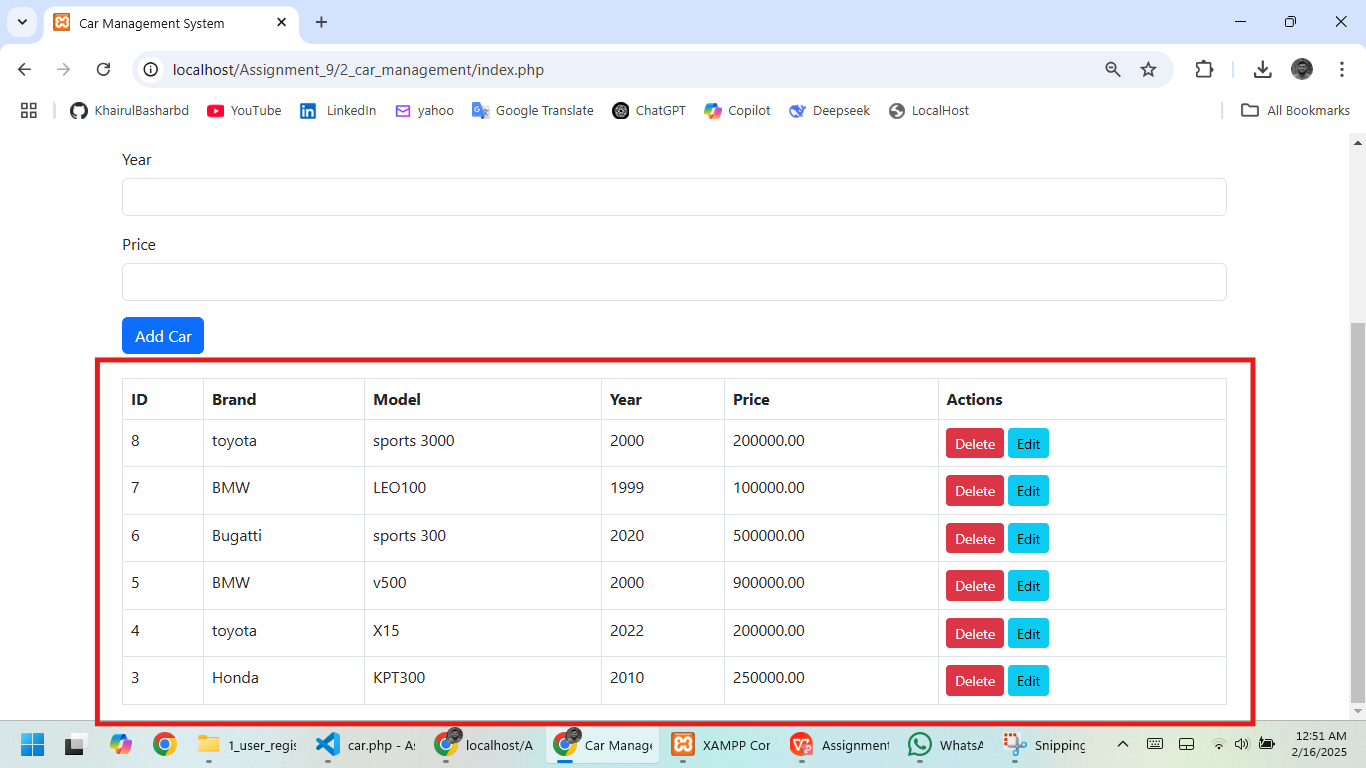 Car Management System
localhost/Assignment_9/2_car_management/index.php
KhairulBasharbd YouTube LinkedIn yahoo Google Translate ChatGPT Copilot Deepseek LocalHost All Bookmarks
Year
Price
Add Car
ID Brand Model Year Price Actions
8 toyota sports 3000 2000 200000.00 Delete Edit
7 BMW LEO100 1999 100000.00 Delete Edit
6 Bugatti sports 300 2020 500000.00 Delete Edit
5 BMW v500 2000 900000.00 Delete Edit
4 toyota X15 2022 200000.00 Delete Edit
3 Honda KPT300 2010 250000.00 Delete Edit
1_user_regis car.php - As localhost/A Car Manage XAMPP Cor Assignment WhatsA Snipping 12:51 AM
2/16/2025